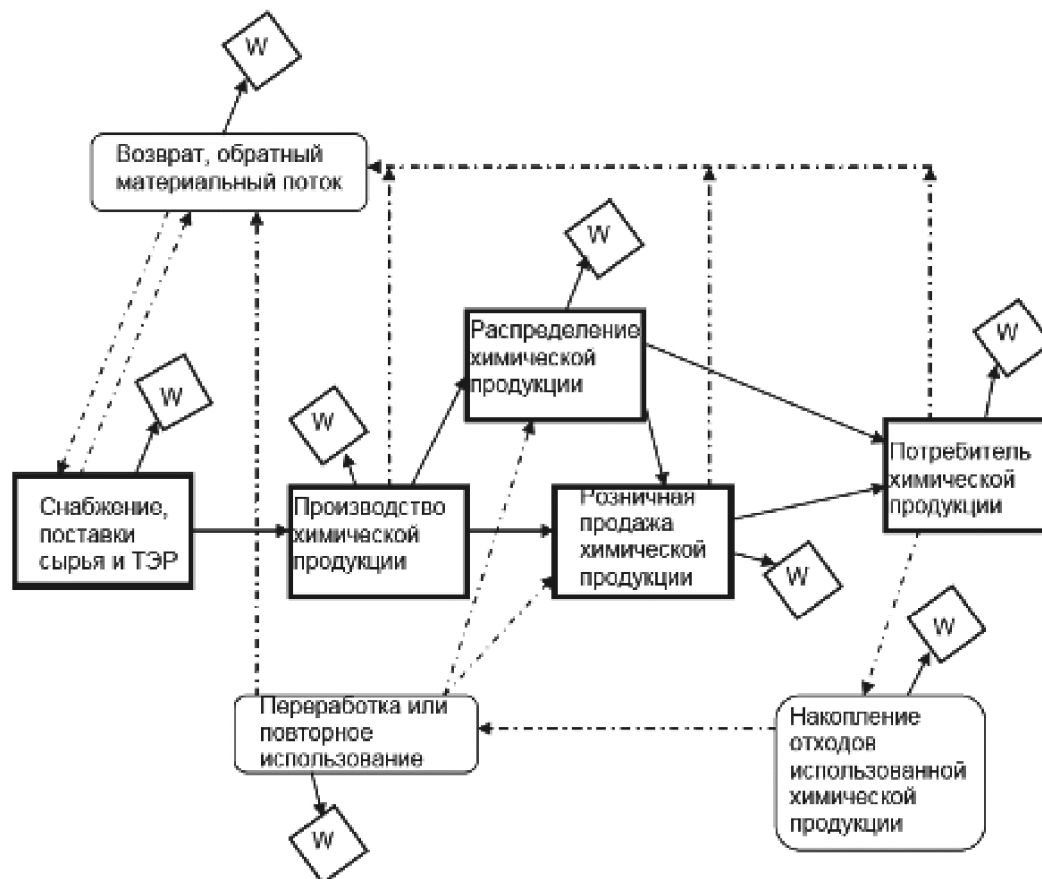 W
Возврат, обратный
материальный поток
W
Распределение
химической
продукции
W
W
W
Снабжение,
поставки
сырья и ТЭР
Производство
химической
продукции
Розничная
продажа
химической
продукции
Потребитель
химической
продукции
W
W
Переработка или
повторное
использование
Накопление
отходов
использованной
химической
продукции
W